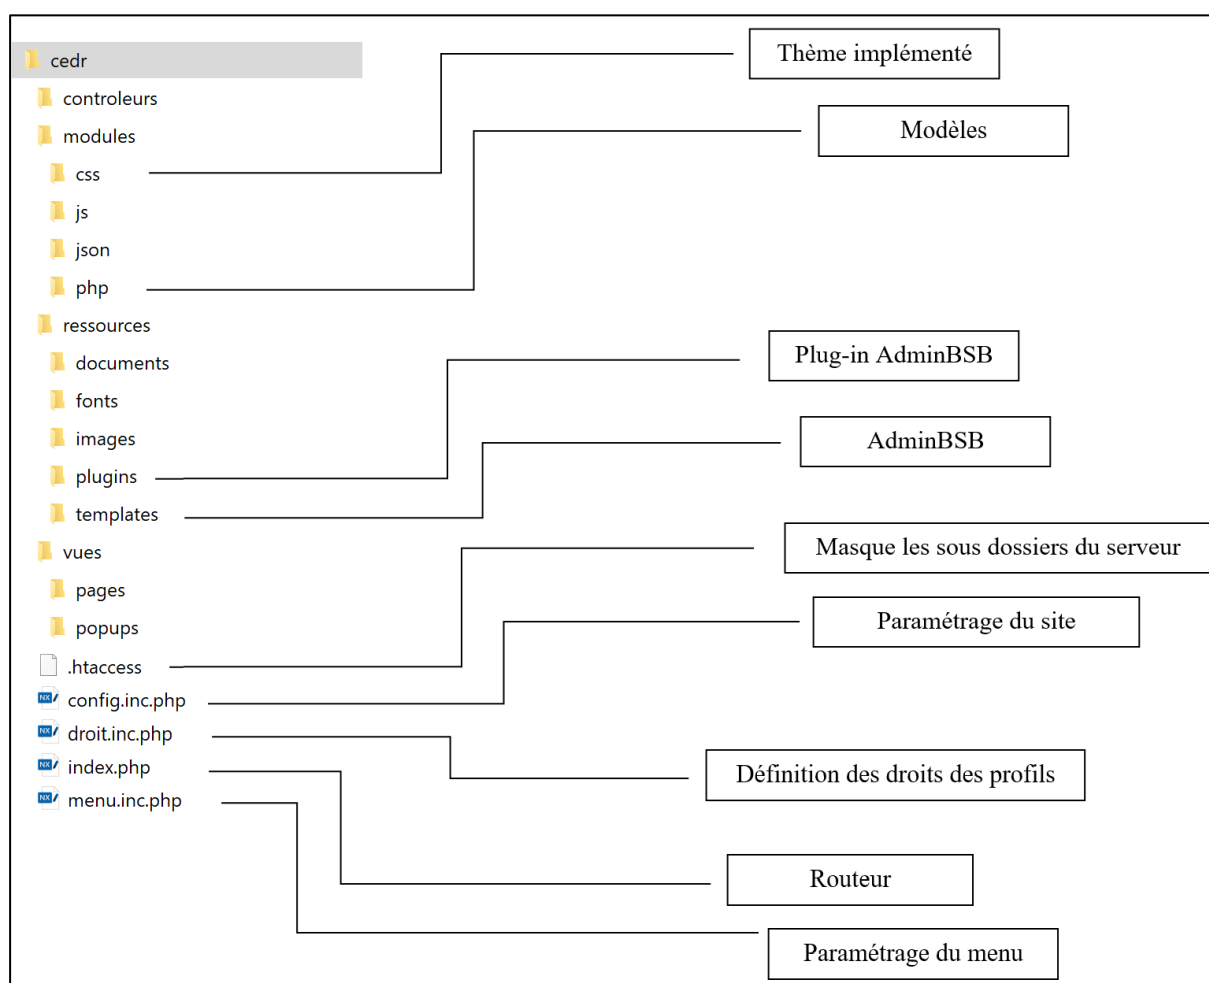 cedr
controleurs
modules
css
js
json
php
ressources
documents
fonts
images
plugins
templates
vues
pages
popups
.htaccess
config.inc.php
droit.inc.php
index.php
menu.inc.php
Thème implémenté
Modèles
Plug-in AdminBSB
AdminBSB
Masque les sous dossiers du serveur
Paramétrage du site
Définition des droits des profils
Routeur
Paramétrage du menu